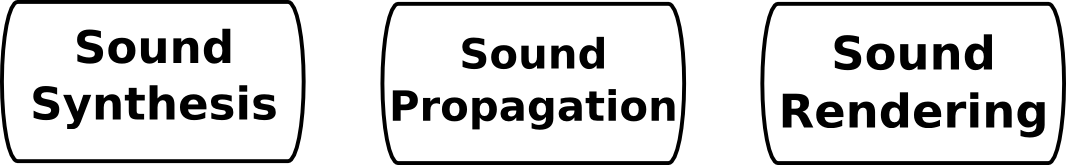 Sound
Synthesis
Sound
Propagation
Sound
Rendering